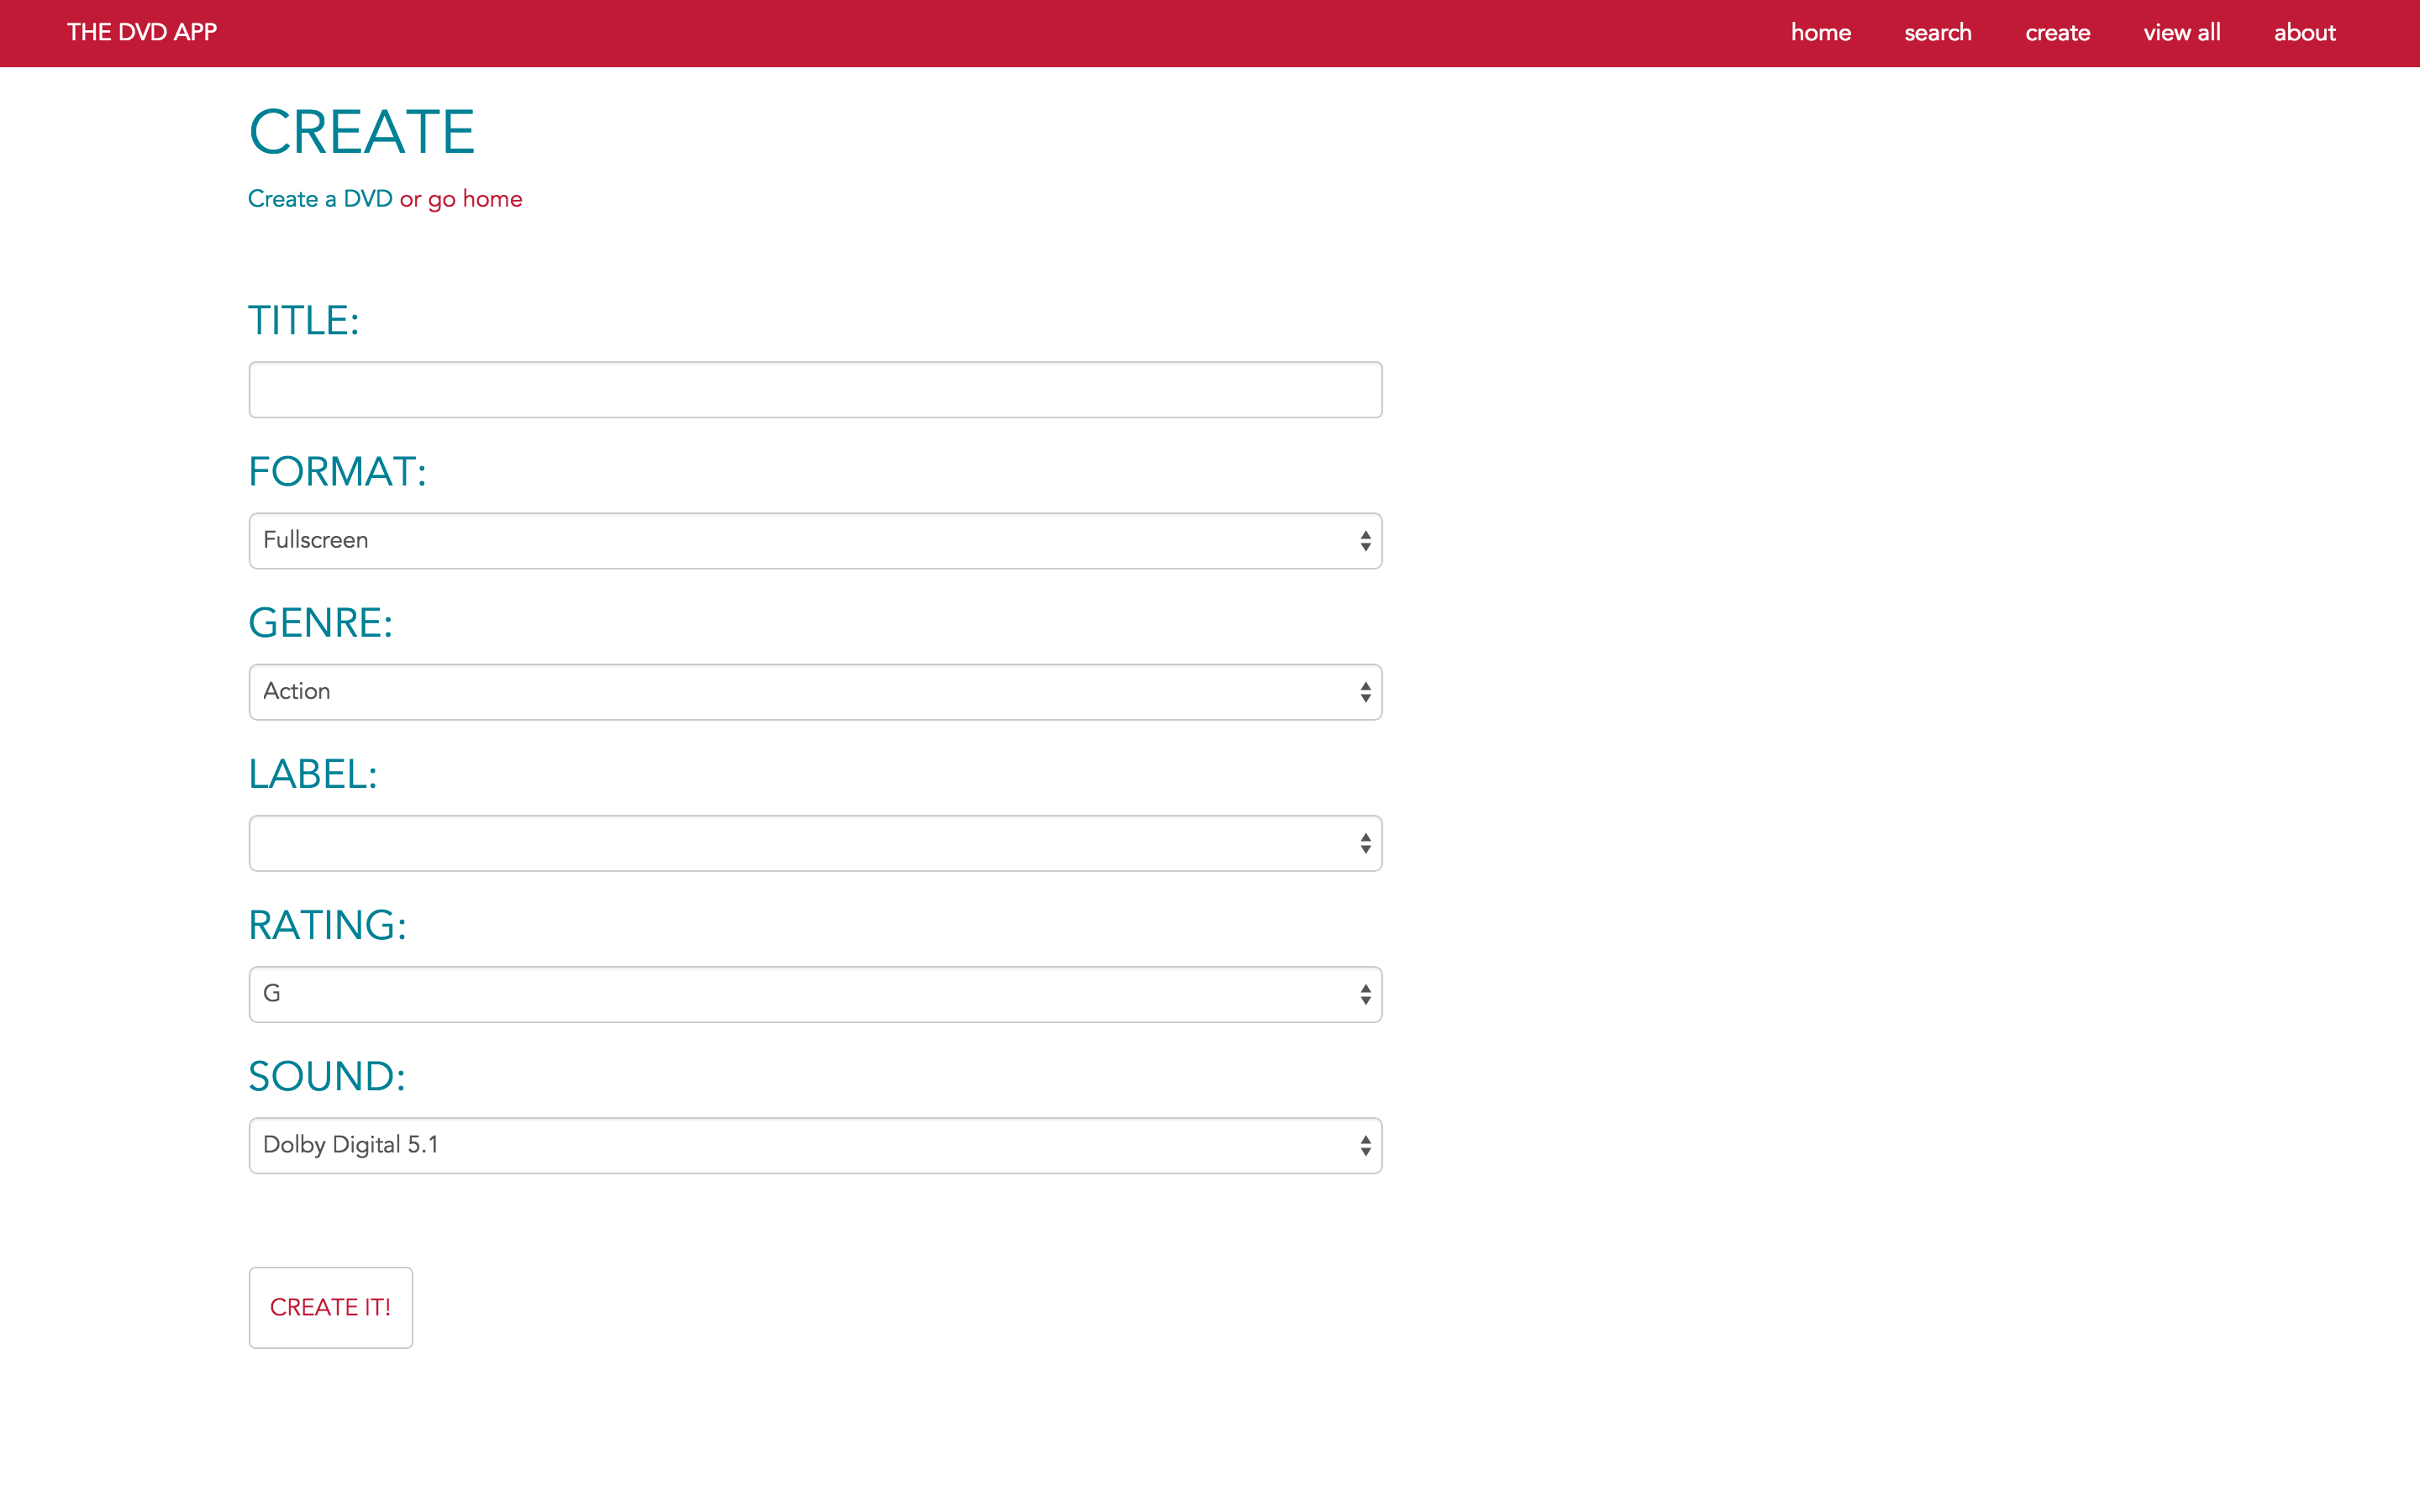 THE DVD APP home search create view all about
CREATE
Create a DVD or go home
TITLE:
FORMAT:
Fullscreen
GENRE:
Action
LABEL:
RATING:
G
SOUND:
Dolby Digital 5.1
CREATE IT!